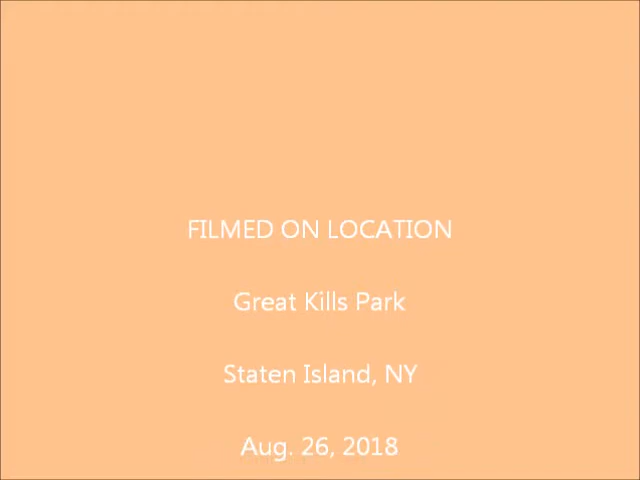 FILMED ON LOCATION
Great Kills Park
Staten Island, NY
Aug. 26, 2018